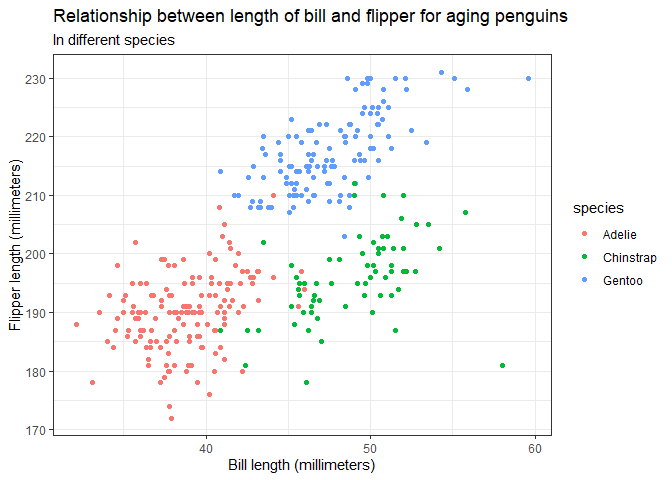 Relationship between length of bill and flipper for aging penguins
In different species
Flipper length (millimeters)
230
220
210
200
190
180
170
40
50
60
Bill length (millimeters)
species
Adelie
Chinstrap
Gentoo